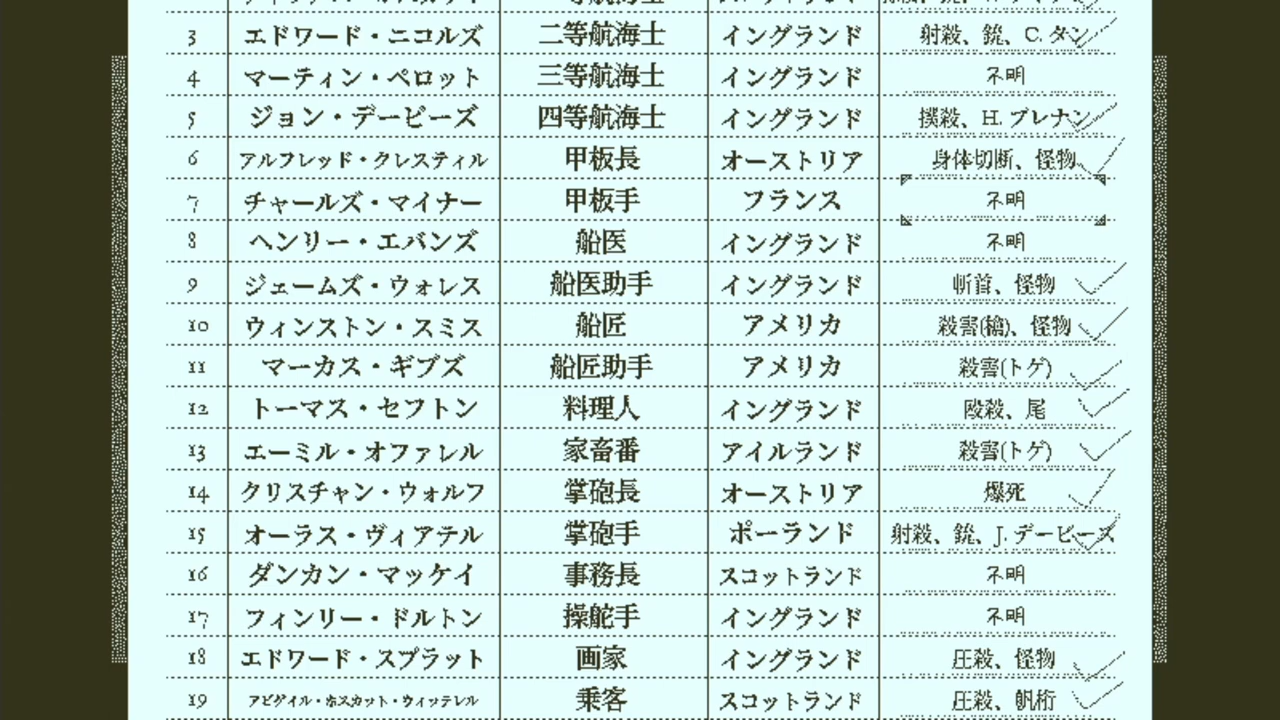 3 エドワード・ニコルズ 二等航海士 イングランド 射殺、銃、C. タン
4 マーティン・ペロット 三等航海士 イングランド 不明
5 ジョン・デービーズ 四等航海士 イングランド 撲殺、H. ブレナン
6 アルフレッド・クレスティル 甲板長 オーストリア 身体切断、怪物
7 チャールズ・マイナー 甲板手 フランス 不明
8 ヘンリー・エバンズ 船医 イングランド 不明
9 ジェームズ・ウォレス 船医助手 イングランド 斬首、怪物
10 ウィンストン・スミス 船匠 アメリカ 殺害(槍)、怪物
11 マーカス・ギブズ 船匠助手 アメリカ 殺害(トゲ)
12 トーマス・セフトン 料理人 イングランド 殴殺、尾
13 エーミル・オファレル 家畜番 アイルランド 殺害(トゲ)
14 クリスチャン・ウォルフ 掌砲長 オーストリア 爆死
15 オーラス・ヴィアテル 掌砲手 ポーランド 射殺、銃、J. デービーズ
16 ダンカン・マッケイ 事務長 スコットランド 不明
17 フィンリー・ドルトン 操舵手 イングランド 不明
18 エドワード・スプラット 画家 イングランド 圧殺、怪物
19 アビゲイル・ホスカット・ウィッテレル 乗客 スコットランド 圧殺、帆桁